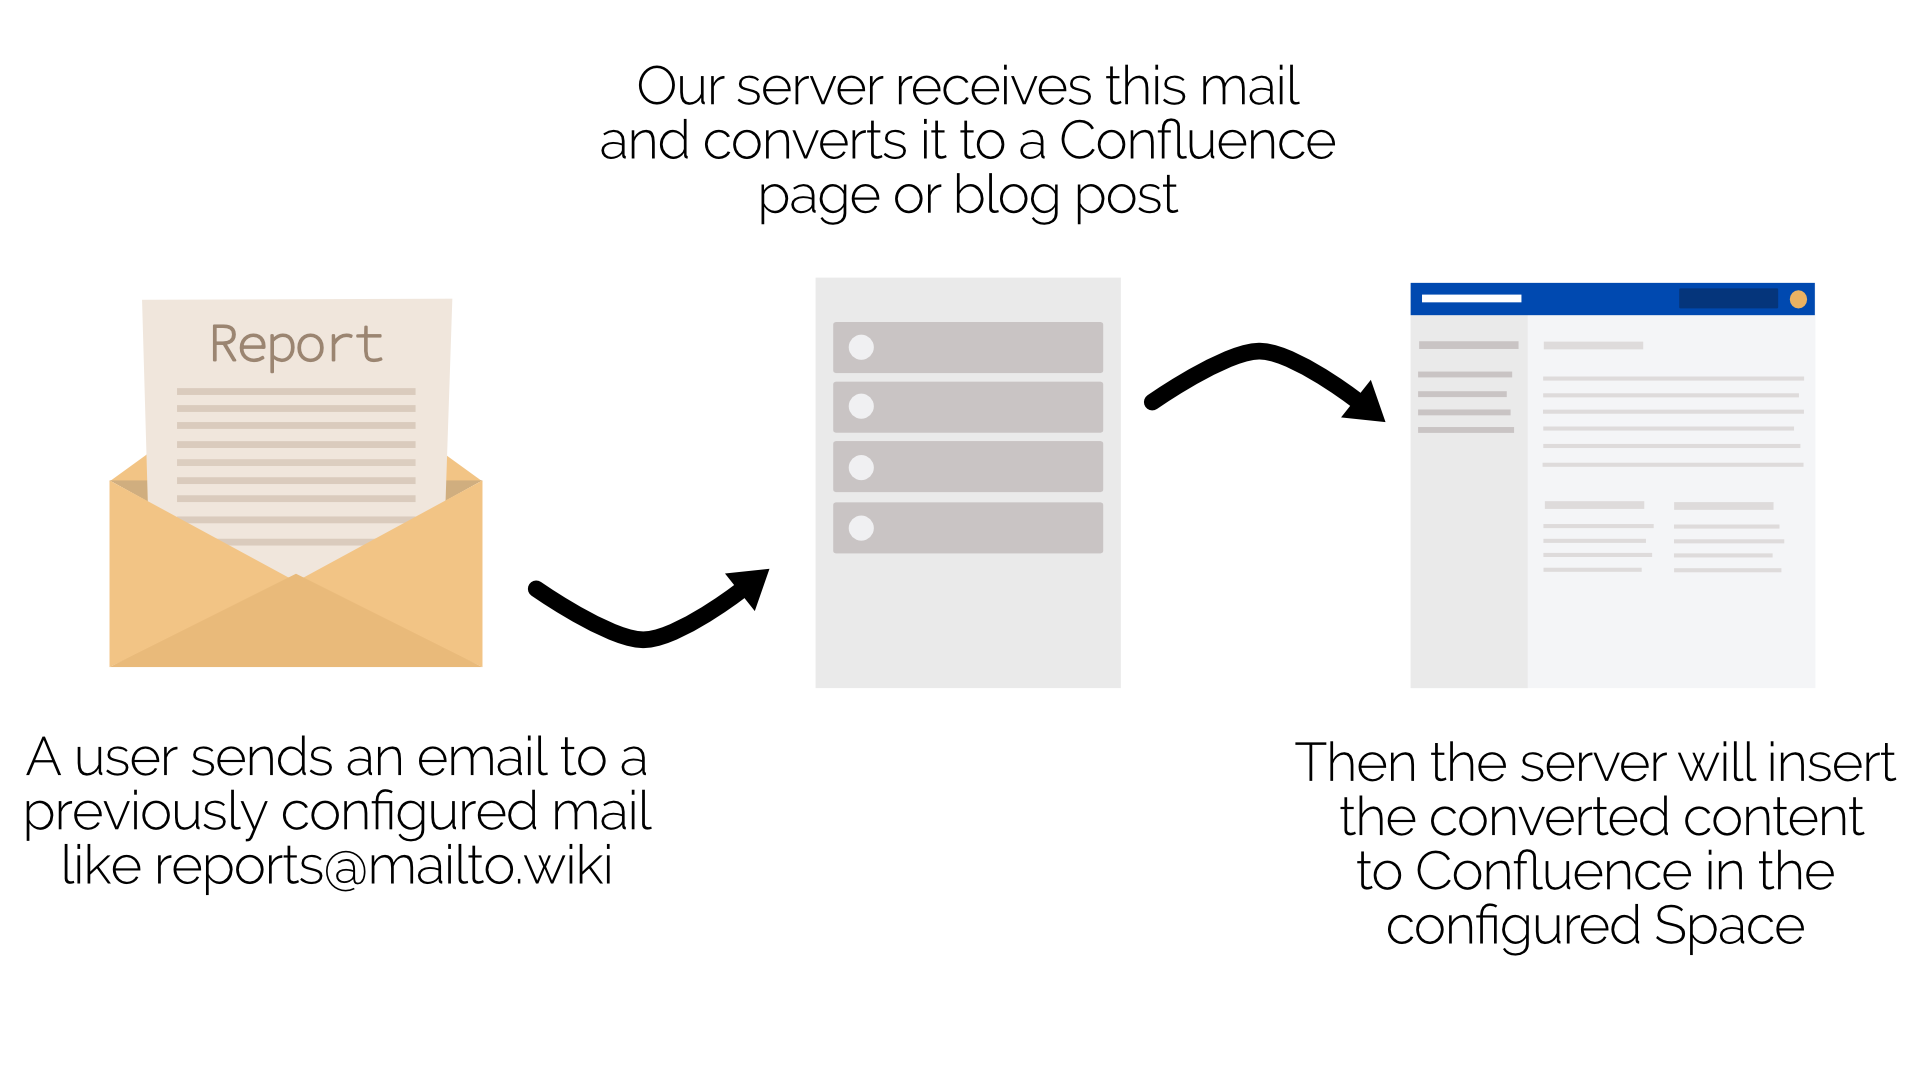 Our server receives this mail
and converts it to a Confluence
page or blog post
Report
A user sends an email to a
previously configured mail
like reports@mailto.wiki
Then the server will insert
the converted content
to Confluence in the
configured Space